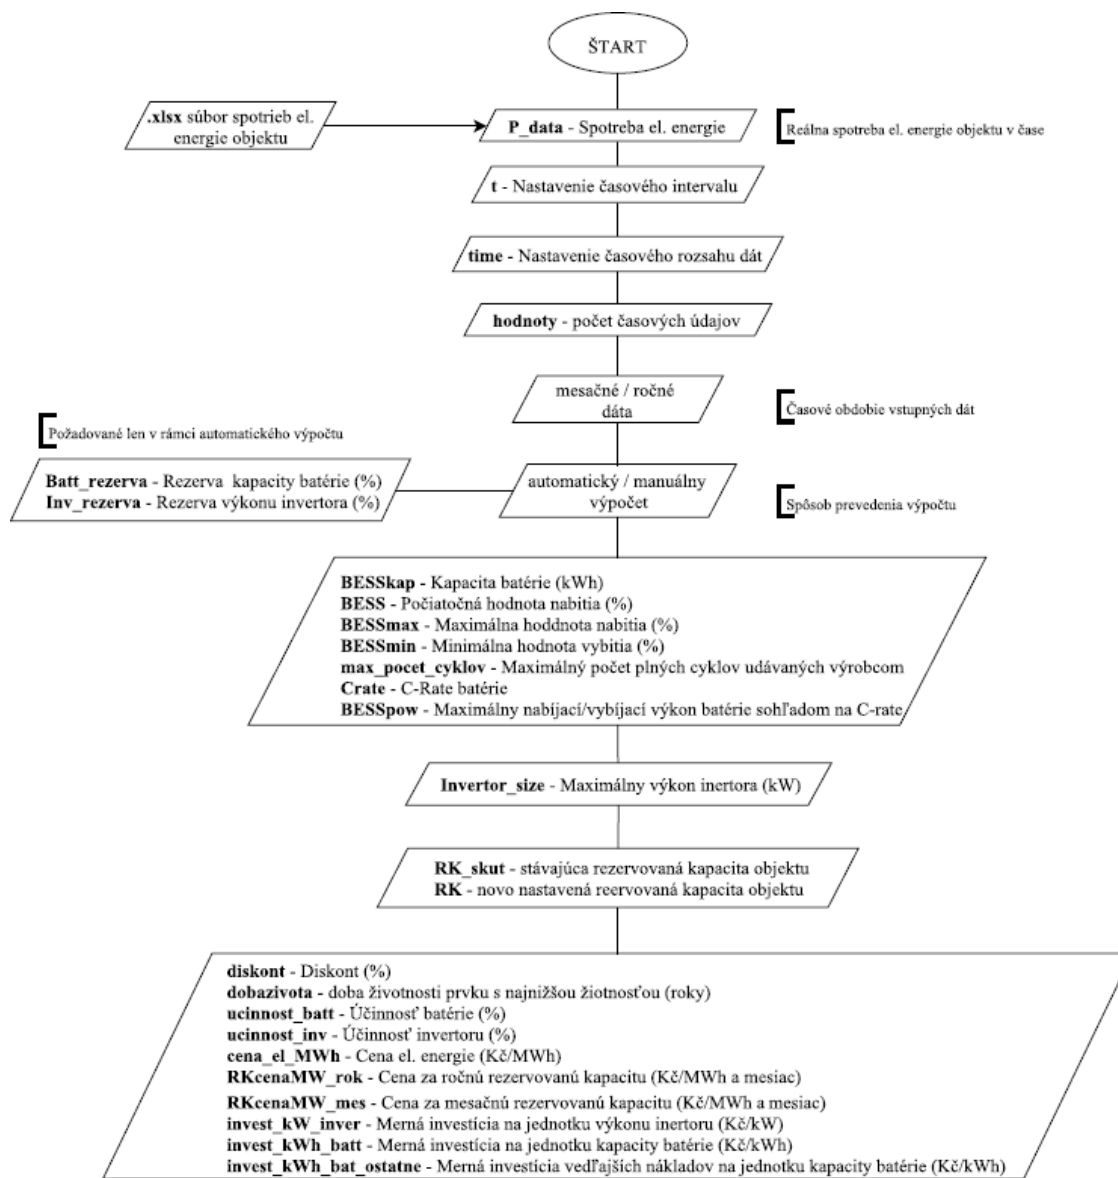 ŠTART
.xlsx súbor spotrieb el.
energie objektu
P_data - Spotreba el. energie
Reálna spotreba el. energie objektu v čase
t - Nastavenie časového intervalu
time - Nastavenie časového rozsahu dát
hodnoty - počet časových údajov
mesačné / ročné
dáta
Časové obdobie vstupných dát
Požadované len v rámci automatického výpočtu
Batt_rezerva - Rezerva kapacity batérie (%)
Inv_rezerva - Rezerva výkonu invertora (%)
automatický / manuálny
výpočet
Spôsob prevedenia výpočtu
BESSkap - Kapacita batérie (kWh)
BESS - Počiatočná hodnota nabitia (%)
BESSmax - Maximálna hoddnota nabitia (%)
BESSmin - Minimálna hodnota vybitia (%)
max_pocet_cyklov - Maximálný počet plných cyklov udávaných výrobcom
Crate - C-Rate batérie
BESSpow - Maximálny nabíjací/vybíjací výkon batérie sohľadom na C-rate
Invertor_size - Maximálny výkon inertora (kW)
RK_skut - stávajúca rezervovaná kapacita objektu
RK - novo nastavená reervovaná kapacita objektu
diskont - Diskont (%)
dobazivota - doba životnosti prvku s najnižšou žiotnosťou (roky)
ucinnost_batt - Účinnosť batérie (%)
ucinnost_inv - Účinnosť invertoru (%)
cena_el_MWh - Cena el. energie (Kč/MWh)
RKcenaMW_rok - Cena za ročnú rezervovanú kapacitu (Kč/MWh a mesiac)
RKcenaMW_mes - Cena za mesačnú rezervovanú kapacitu (Kč/MWh a mesiac)
invest_kW_inver - Merná investícia na jednotku výkonu inertoru (Kč/kW)
invest_kWh_batt - Merná investícia na jednotku kapacity batérie (Kč/kWh)
invest_kWh_bat_ostatne - Merná investícia vedľajších nákladov na jednotku kapacity batérie (Kč/kWh)